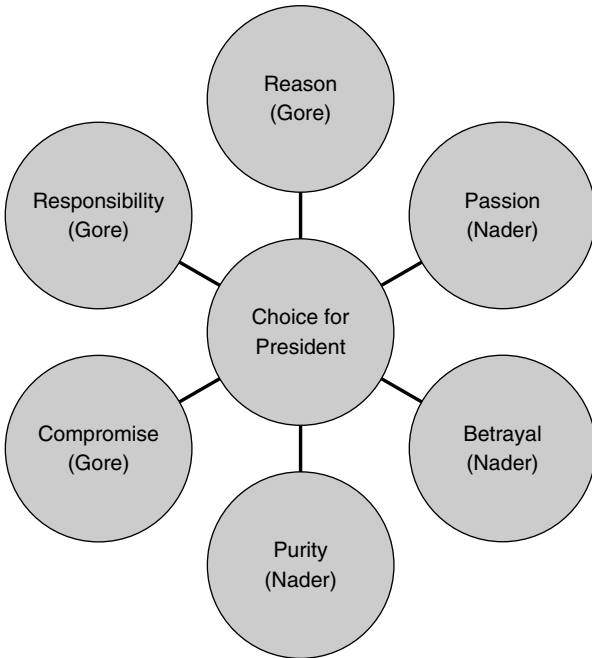 Reason
(Gore)
Responsibility
(Gore)
Passion
(Nader)
Choice for
President
Compromise
(Gore)
Betrayal
(Nader)
Purity
(Nader)